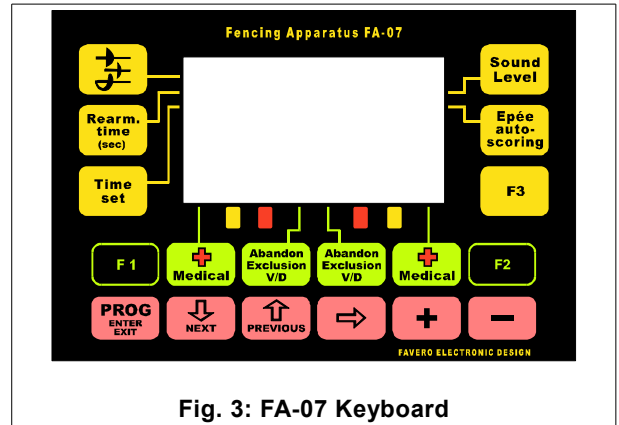 Fencing Apparatus FA-07
Sound
Level
Rearm.
time
(sec)
Epée
auto-
scoring
Time
set
F3
F 1
Medical
Abandon
Exclusion
V/D
Abandon
Exclusion
V/D
Medical
F2
PROG
ENTER
EXIT
NEXT
PREVIOUS
+
−
FAVERO ELECTRONIC DESIGN
Fig. 3: FA-07 Keyboard